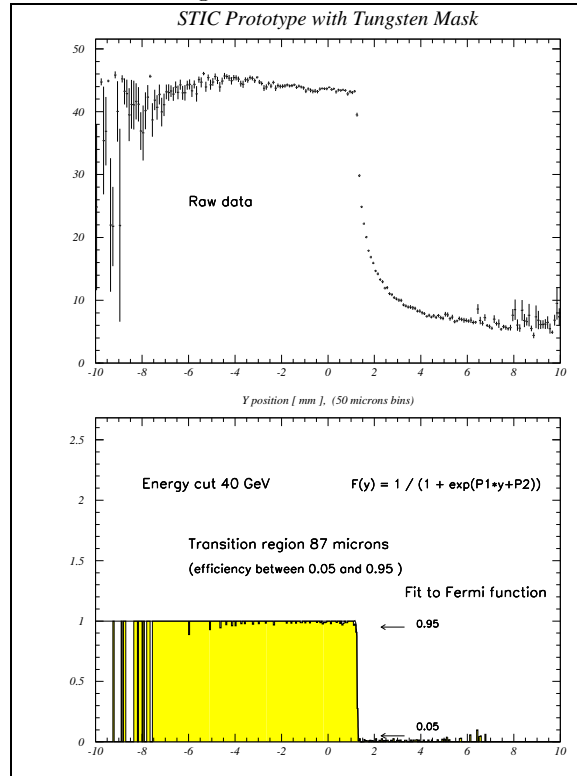 STIC Prototype with Tungsten Mask
50
40
30
20
10
0
Raw data
-10 -8 -6 -4 -2 0 2 4 6 8 10
Y position [ mm ], (50 microns bins)
2.5
2
1.5
1
0.5
0
Energy cut 40 GeV
F(y) = 1 / (1 + exp(P1*y+P2))
Transition region 87 microns
(efficiency between 0.05 and 0.95 )
Fit to Fermi function
0.95
0.05
-10 -8 -6 -4 -2 0 2 4 6 8 10